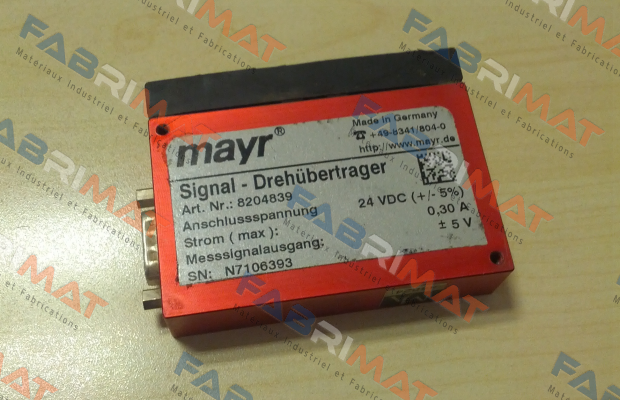 mayr®
Made in Germany
☎ +49-8341/804-0
http://www.mayr.de
Signal - Drehübertrager
Art. Nr.: 8204839
Anschlussspannung 24 VDC (+/- 5%)
Strom ( max ): 0,30 A
Messsignalausgang: ± 5 V
SN: N7106393
FABRIMAT
Materiaux Industriel et Fabrications